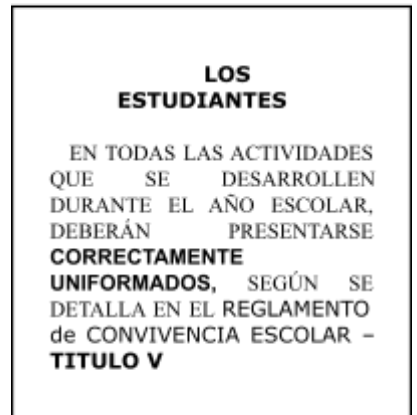 LOS
ESTUDIANTES
EN TODAS LAS ACTIVIDADES
QUE SE DESARROLLEN
DURANTE EL AÑO ESCOLAR,
DEBERÁN PRESENTARSE
CORRECTAMENTE
UNIFORMADOS, SEGÚN SE
DETALLA EN EL REGLAMENTO
de CONVIVENCIA ESCOLAR –
TITULO V